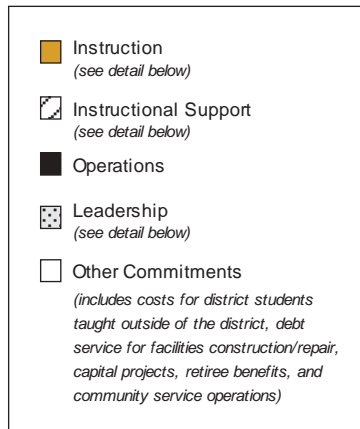 Instruction
(see detail below)
Instructional Support
(see detail below)
Operations
Leadership
(see detail below)
Other Commitments
(includes costs for district students
taught outside of the district, debt
service for facilities construction/repair,
capital projects, retiree benefits, and
community service operations)